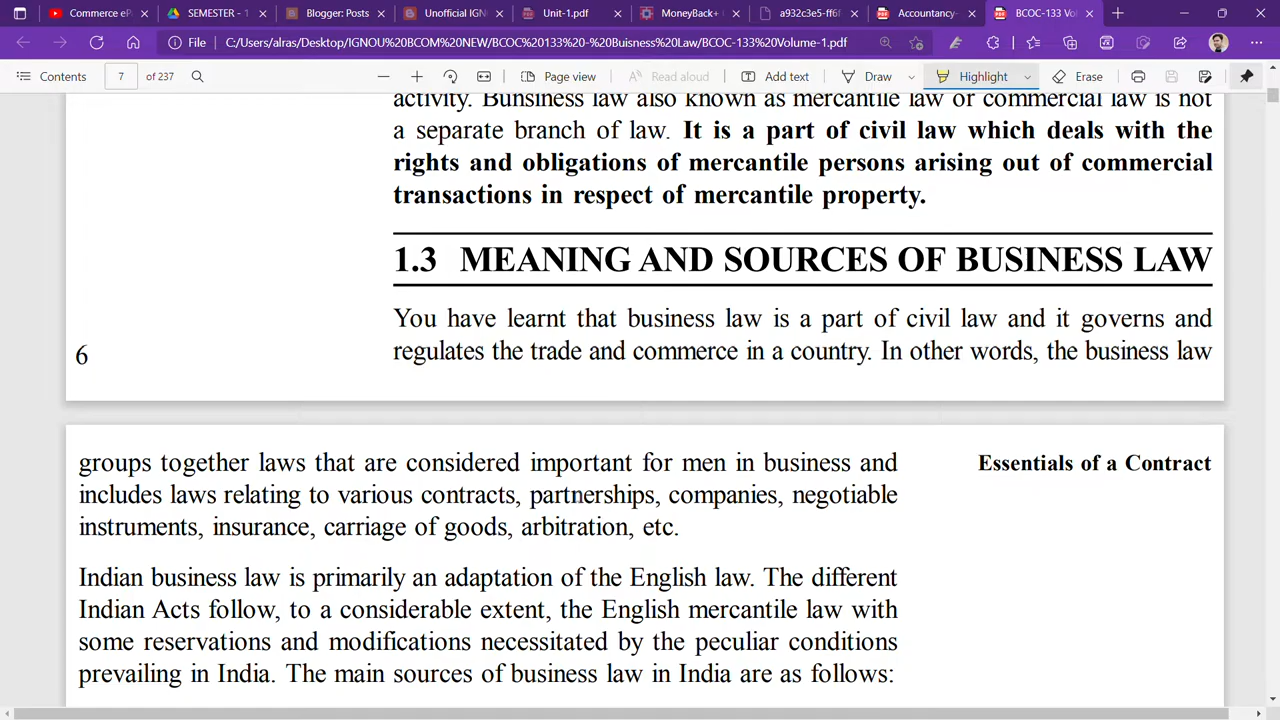 Commerce eP
SEMESTER - 1
Blogger: Posts
Unofficial IGN
Unit-1.pdf
MoneyBack
a932c3e5-ff6f
Accountancy-
BCOC-133 Vo
File C:/Users/alras/Desktop/IGNOU%20BCOM%20NEW/BCOC%20133%20-%20Buisness%20Law/BCOC-133%20Volume-1.pdf
Contents 7 of 237 Page view Read aloud Add text Draw Highlight Erase
activity. Bunsiness law also known as mercantile law or commercial law is not
a separate branch of law. It is a part of civil law which deals with the
rights and obligations of mercantile persons arising out of commercial
transactions in respect of mercantile property.
1.3 MEANING AND SOURCES OF BUSINESS LAW
You have learnt that business law is a part of civil law and it governs and
regulates the trade and commerce in a country. In other words, the business law
6
groups together laws that are considered important for men in business and
includes laws relating to various contracts, partnerships, companies, negotiable
instruments, insurance, carriage of goods, arbitration, etc.
Essentials of a Contract
Indian business law is primarily an adaptation of the English law. The different
Indian Acts follow, to a considerable extent, the English mercantile law with
some reservations and modifications necessitated by the peculiar conditions
prevailing in India. The main sources of business law in India are as follows: